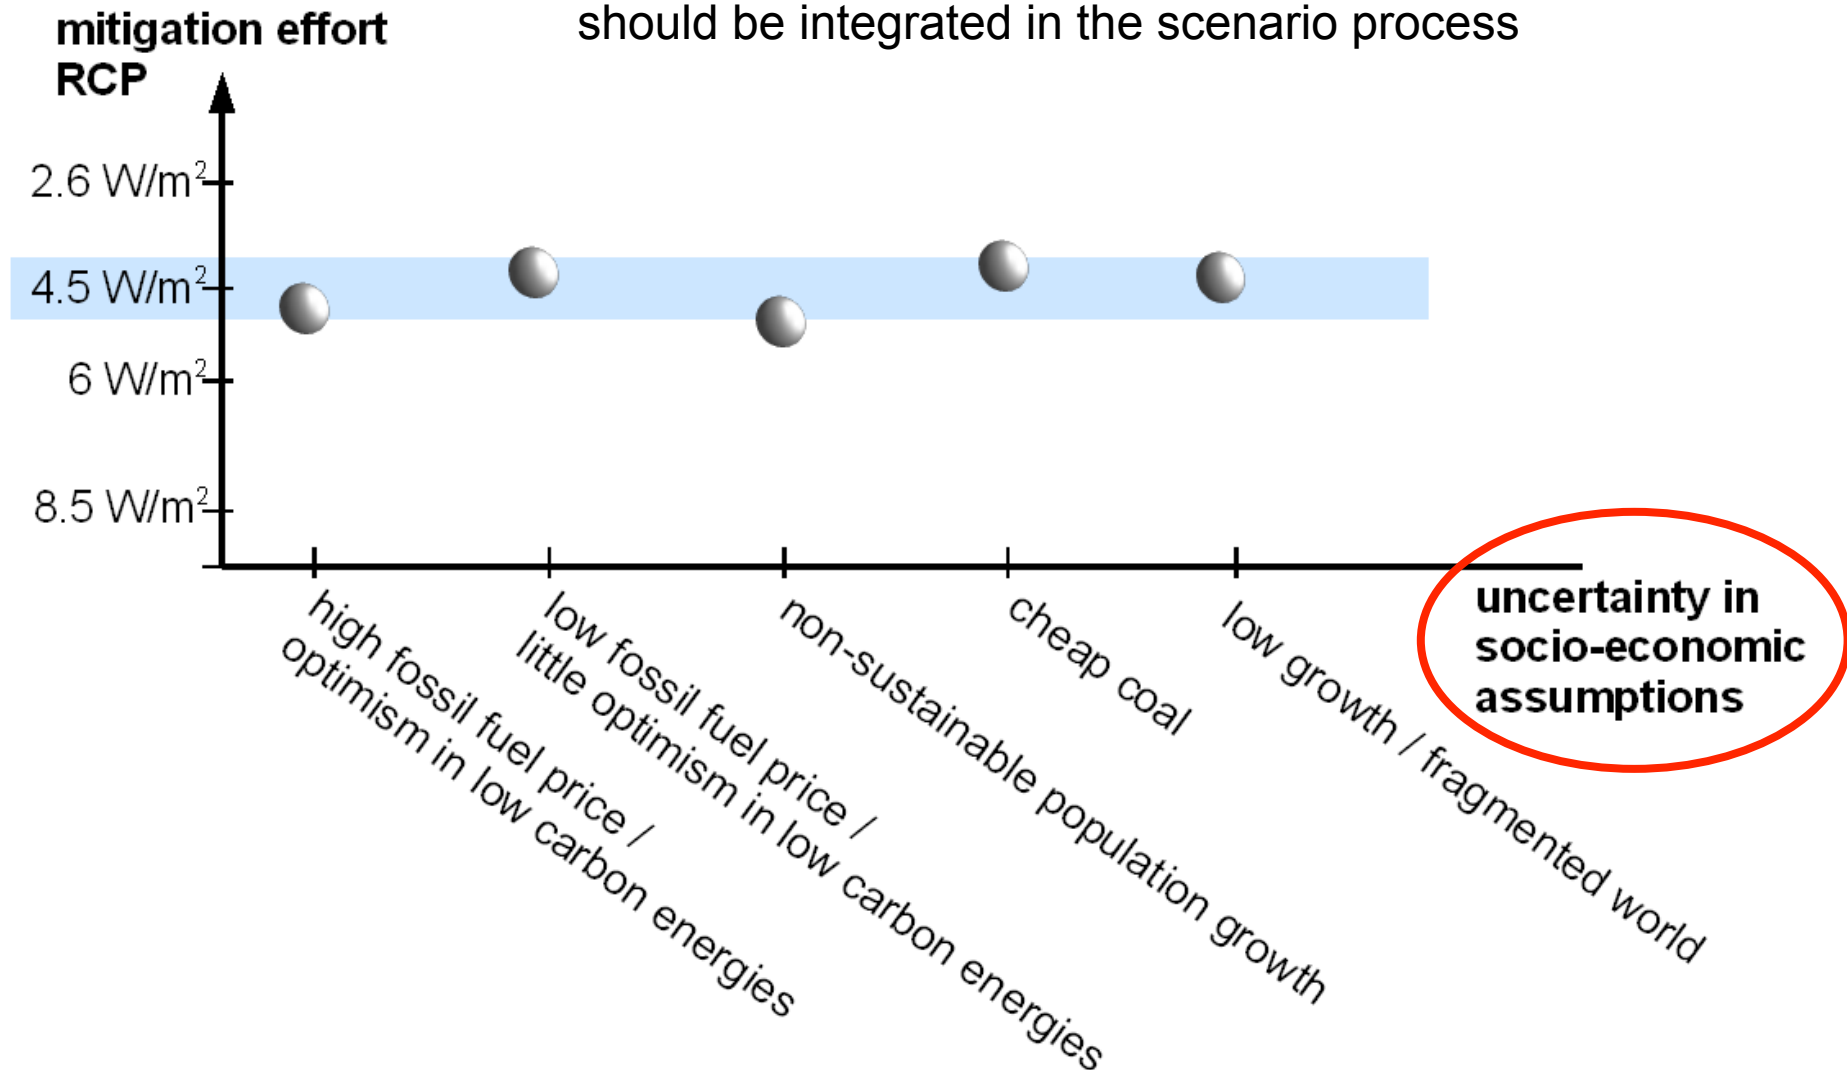 mitigation effort
RCP
should be integrated in the scenario process
2.6 W/m²
4.5 W/m²
6 W/m²
8.5 W/m²
high fossil fuel price /
optimism in low carbon energies
low fossil fuel price /
little optimism in low carbon energies
non-sustainable population growth
cheap coal
low growth / fragmented world
uncertainty in
socio-economic
assumptions